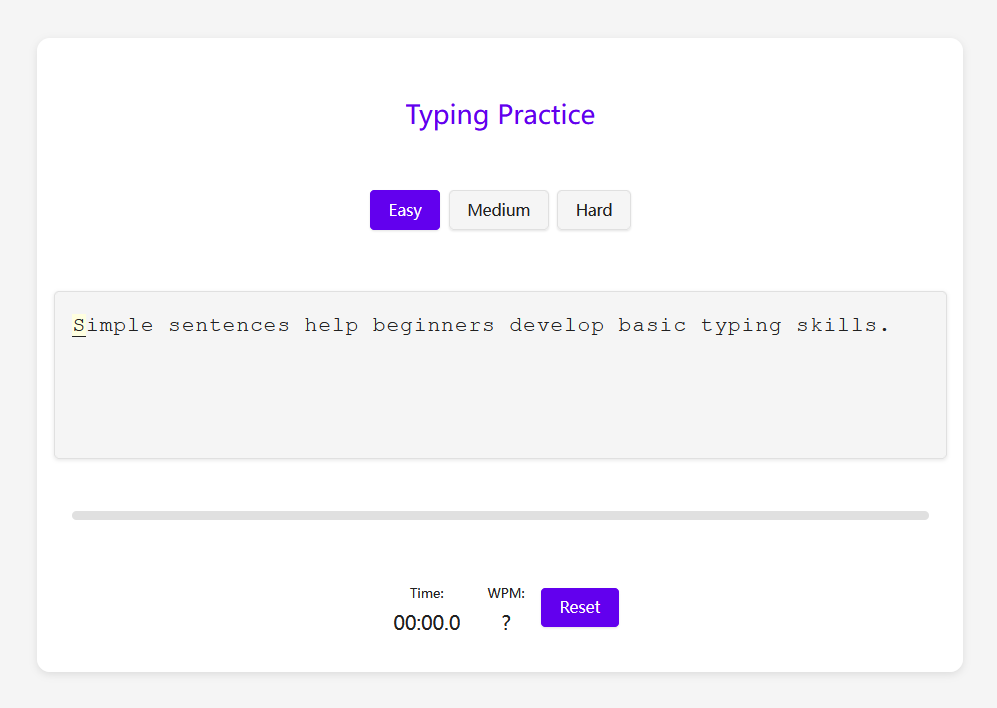 Typing Practice
Easy Medium Hard
Simple sentences help beginners develop basic typing skills.
Time: WPM:
00:00.0 ? Reset